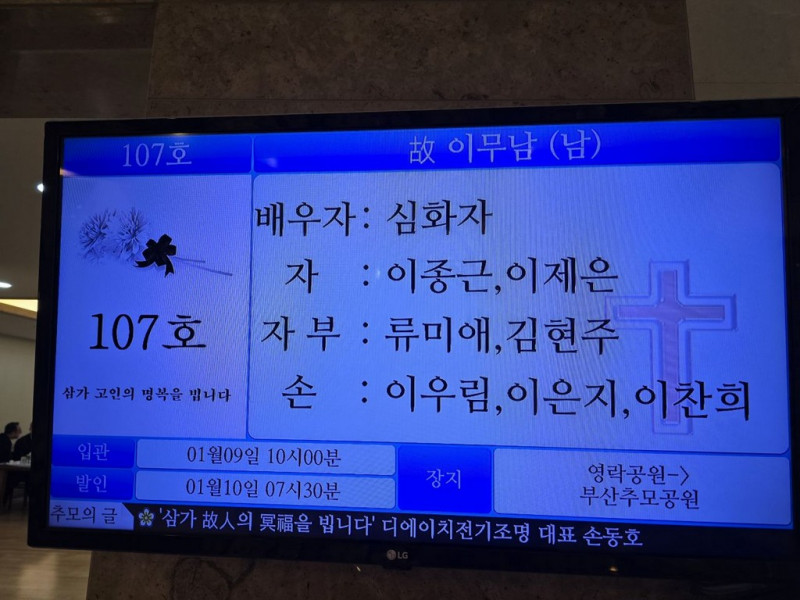 107호
故 이무남 (남)
배우자 : 심화자
자 : 이종근,이제은
자 부 : 류미애,김현주
손 : 이우림,이은지,이찬희
107호
삼가 고인의 명복을 빕니다
입관 01월09일 10시00분
발인 01월10일 07시30분
장지
영락공원->
부산추모공원
추모의 글 '삼가 故人의 冥福을 빕니다' 디에이치전기조명 대표 손동호
LG